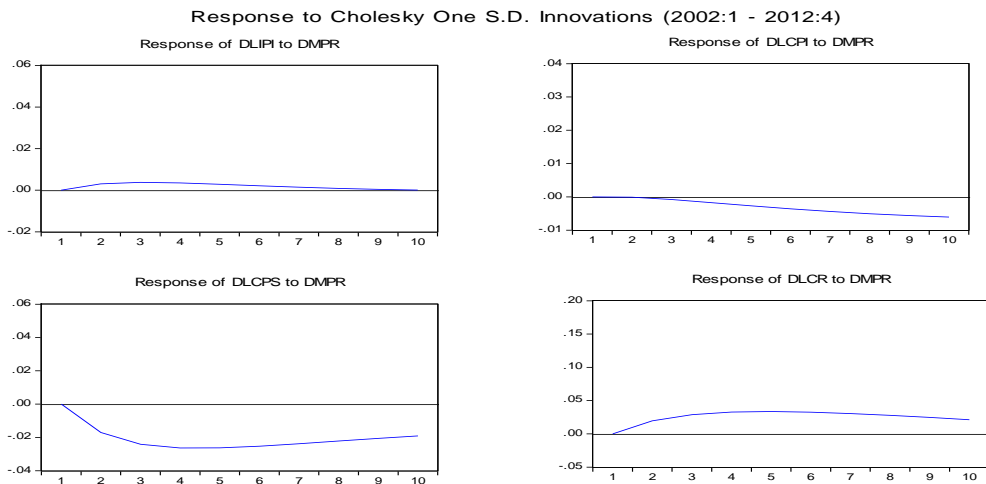 Response to Cholesky One S.D. Innovations (2002:1 - 2012:4)
Response of DLIPI to DMPR
.06
.04
.02
.00
-.02
1 2 3 4 5 6 7 8 9 10
Response of DLCPI to DMPR
.04
.03
.02
.01
.00
-.01
1 2 3 4 5 6 7 8 9 10
Response of DLCPS to DMPR
.06
.04
.02
.00
-.02
-.04
1 2 3 4 5 6 7 8 9 10
Response of DLCR to DMPR
.20
.15
.10
.05
.00
-.05
1 2 3 4 5 6 7 8 9 10